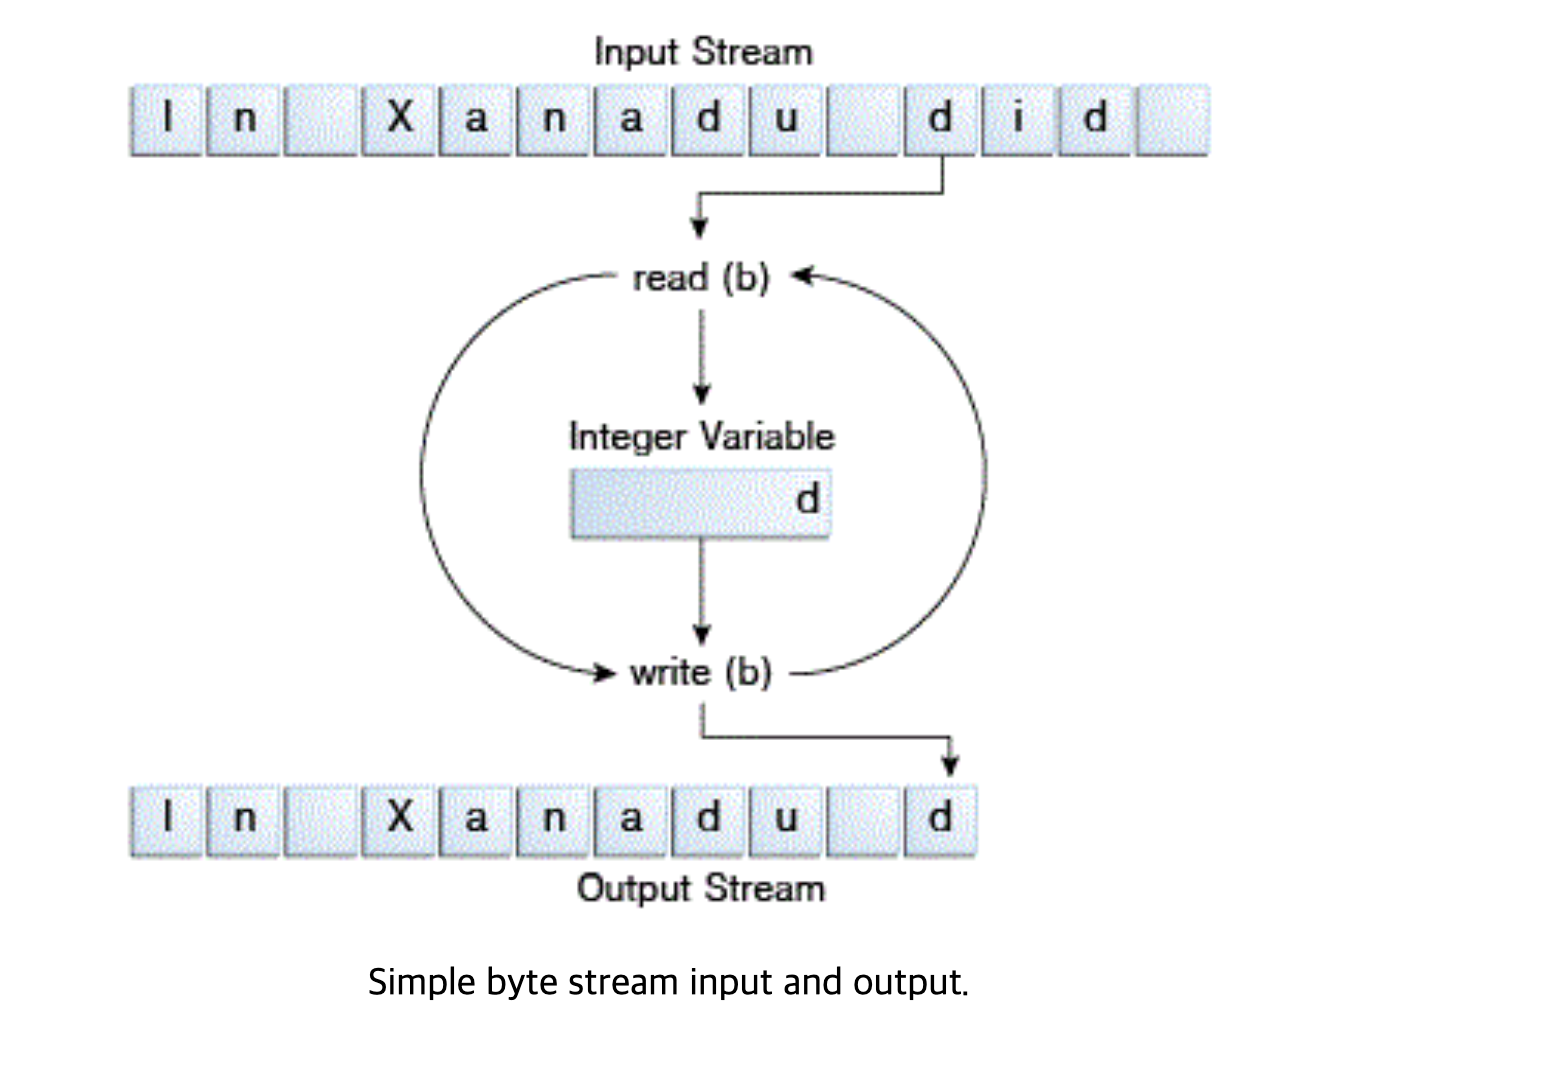 Input Stream
I n X a n a d u d i d
read (b)
Integer Variable
d
write (b)
I n X a n a d u d
Output Stream
Simple byte stream input and output.